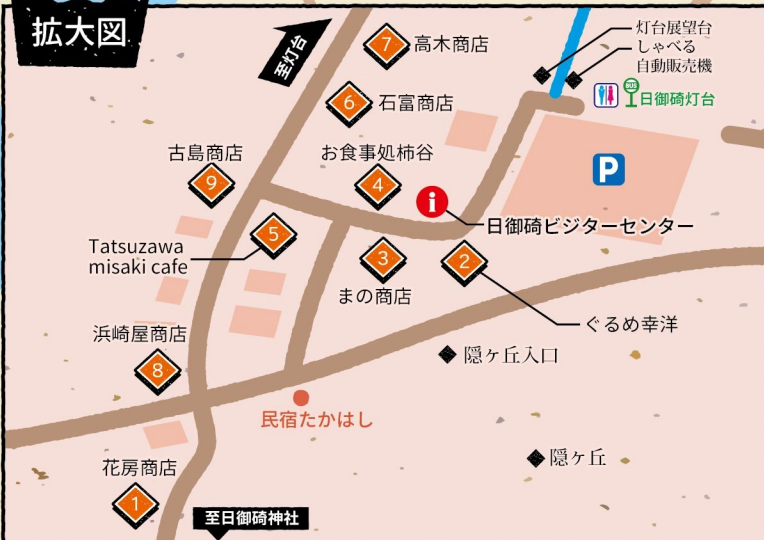 拡大図
至灯台
7
高木商店
灯台展望台
しゃべる
自動販売機
BUS
日御碕灯台
6
石富商店
P
古島商店
9
お食事処柿谷
4
i
日御碕ビジターセンター
Tatsuzawa
misaki cafe
5
3
まの商店
2
ぐるめ幸洋
浜崎屋商店
8
隠ヶ丘入口
民宿たかはし
花房商店
1
隠ヶ丘
至日御碕神社